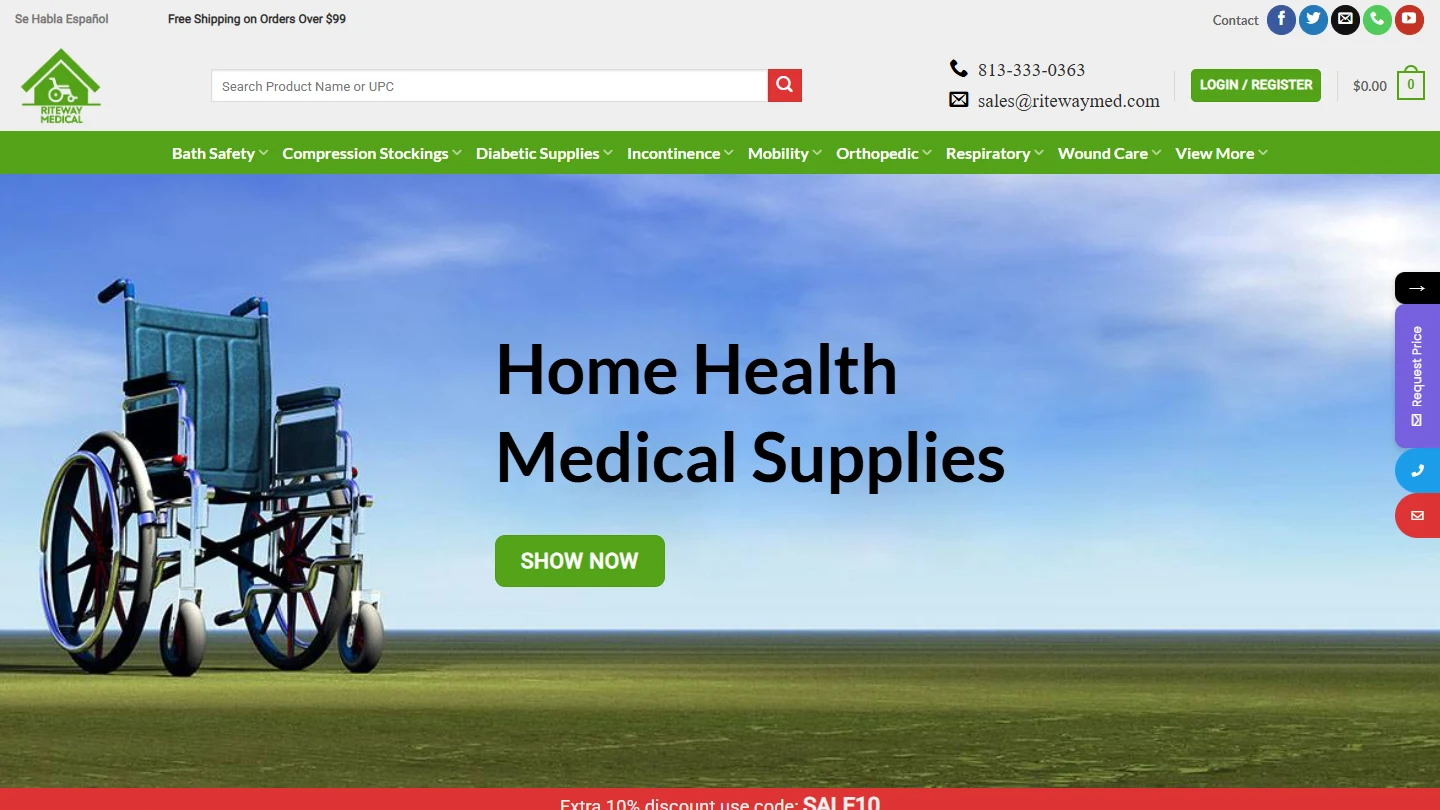 Se Habla Español
Free Shipping on Orders Over $99
Contact
RITEWAY
MEDICAL
Search Product Name or UPC
813-333-0363
sales@ritewaymed.com
LOGIN / REGISTER
$0.00
0
Bath Safety
Compression Stockings
Diabetic Supplies
Incontinence
Mobility
Orthopedic
Respiratory
Wound Care
View More
Home Health
Medical Supplies
SHOW NOW
Request Price
Extra 10% discount use code: SALE10